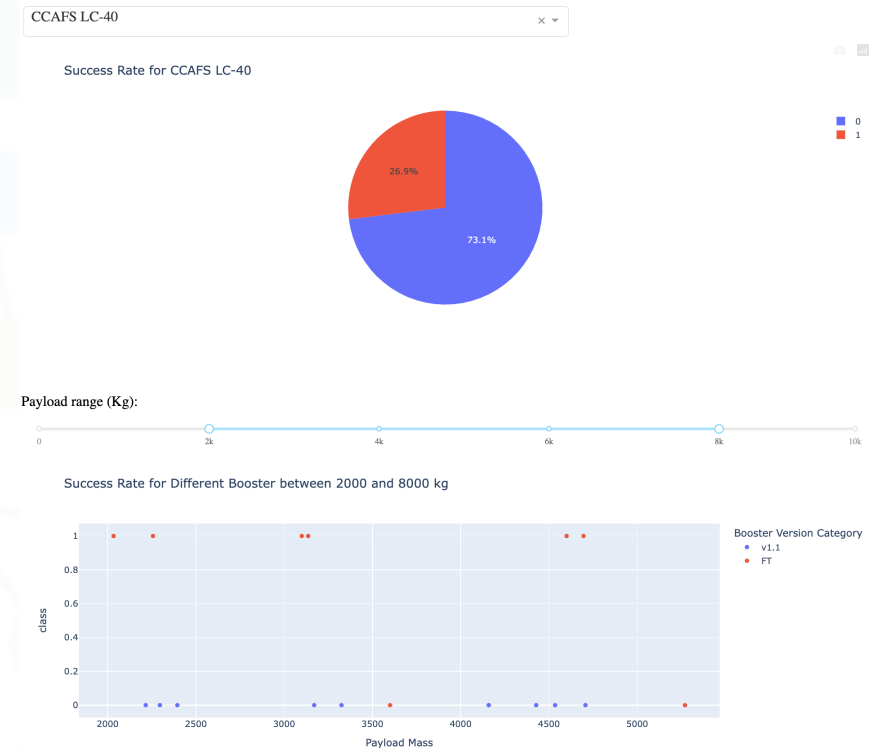 CCAFS LC-40
Success Rate for CCAFS LC-40
0
1
26.9%
73.1%
Payload range (Kg):
0 2k 4k 6k 8k 10k
Success Rate for Different Booster between 2000 and 8000 kg
Booster Version Category
v1.1
FT
1
0.8
0.6
0.4
0.2
0
class
2000 2500 3000 3500 4000 4500 5000
Payload Mass